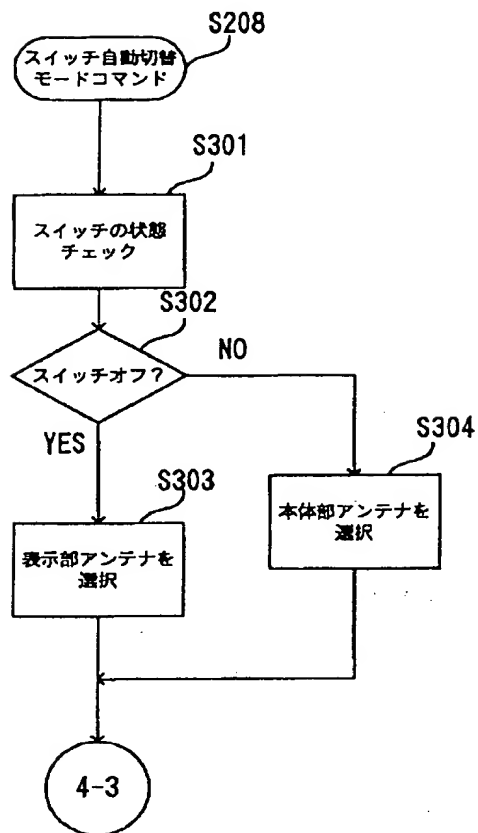 S208
スイッチ自動切替
モードコマンド
S301
スイッチの状態
チェック
S302
スイッチオフ?
NO
YES
S303
表示部アンテナを
選択
S304
本体部アンテナを
選択
4-3